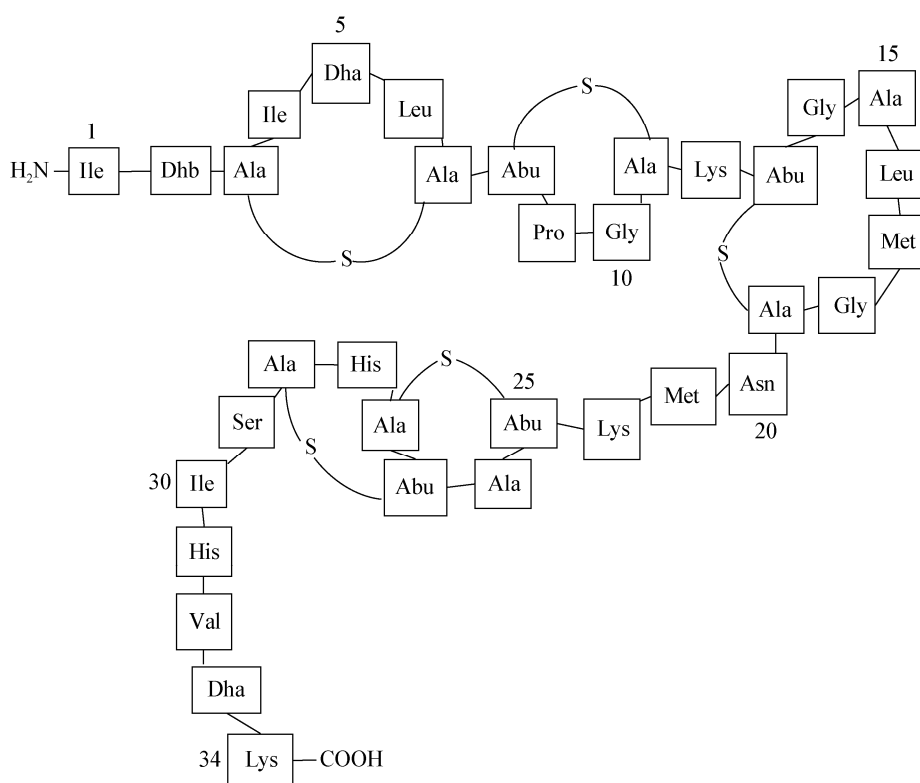 5
15
1
H₂N
Ile
Dhb
Ala
Ile
Dha
Leu
Ala
S
Abu
Pro
Gly
10
Ala
S
Lys
Abu
Gly
Ala
Leu
Met
Gly
Ala
S
Asn
20
Met
Lys
25
Abu
Ala
Abu
Ala
S
His
Ala
S
Ser
30
Ile
His
Val
Dha
34
Lys
COOH